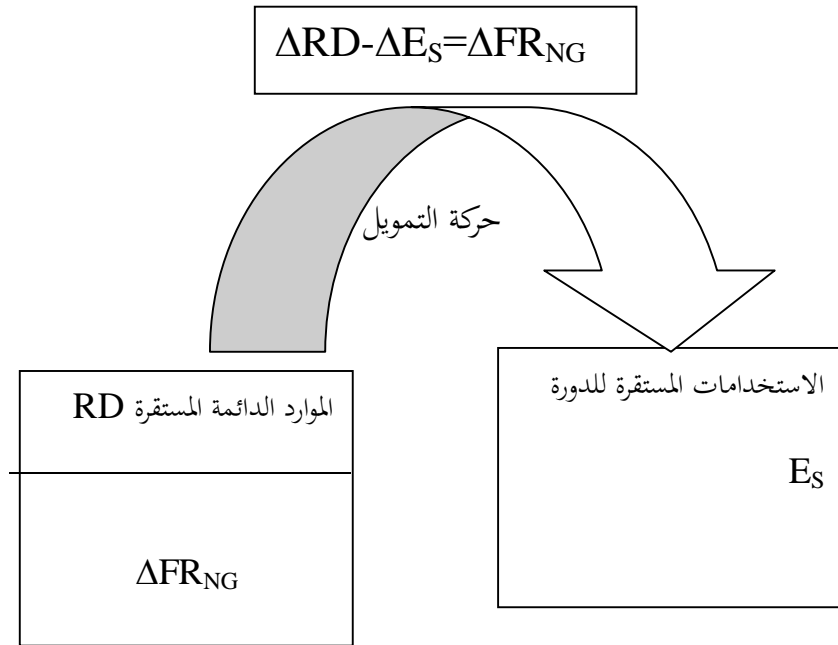 ΔRD-ΔE_S=ΔFR_NG
حركة التمويل
الموارد الدائمة المستقرة RD
ΔFR_NG
الاستخدامات المستقرة للدورة
E_S